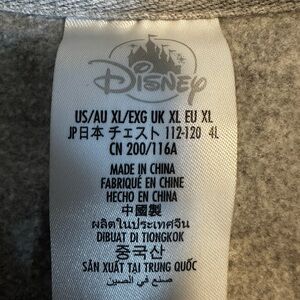 Disney
US/AU XL/EXG UK XL EU XL
JP日本 チェスト 112-120 4L
CN 200/116A
MADE IN CHINA
FABRIQUÉ EN CHINE
HECHO EN CHINA
中國製
ผลิตในประเทศจีน
DIBUAT DI TIONGKOK
중국산
SẢN XUẤT TẠI TRUNG QUỐC
صنع في الصين